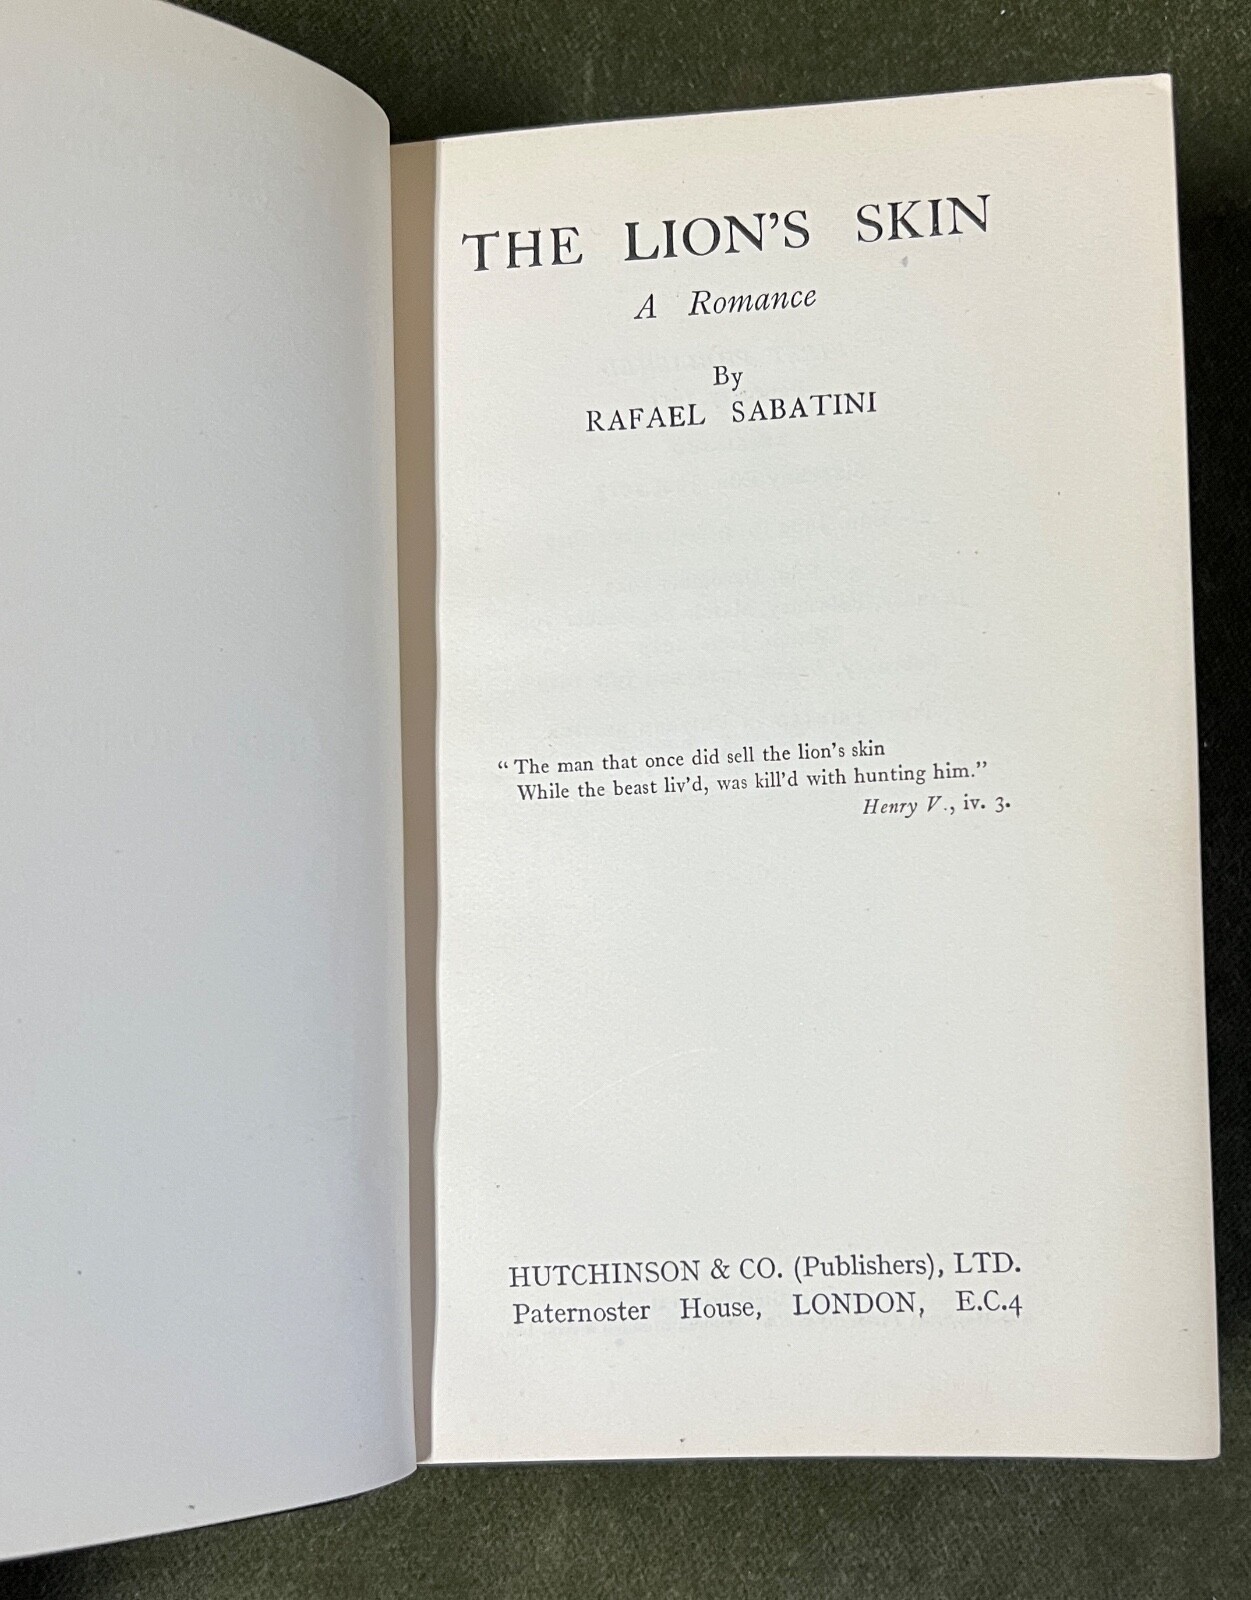 THE LION'S SKIN
A Romance
By
RAFAEL SABATINI
“ The man that once did sell the lion's skin
While the beast liv'd, was kill'd with hunting him.”
Henry V., iv. 3.
HUTCHINSON & CO. (Publishers), LTD.
Paternoster House, LONDON, E.C.4